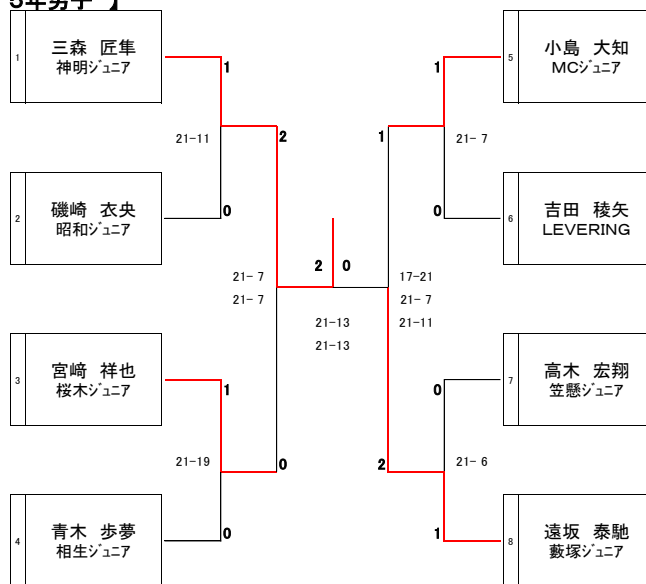 5年男子 】
1
三森 匠隼
神明ジュニア
1
21-11
2
磯崎 衣央
昭和ジュニア
0
2
21- 7
21- 7
3
宮﨑 祥也
桜木ジュニア
1
21-19
4
青木 歩夢
相生ジュニア
0
0
2 0
21-13
21-13
5
小島 大知
MCジュニア
1
21- 7
6
吉田 稜矢
LEVERING
0
1
17-21
21- 7
21-11
7
高木 宏翔
笠懸ジュニア
0
21- 6
8
遠坂 泰馳
藪塚ジュニア
1
2